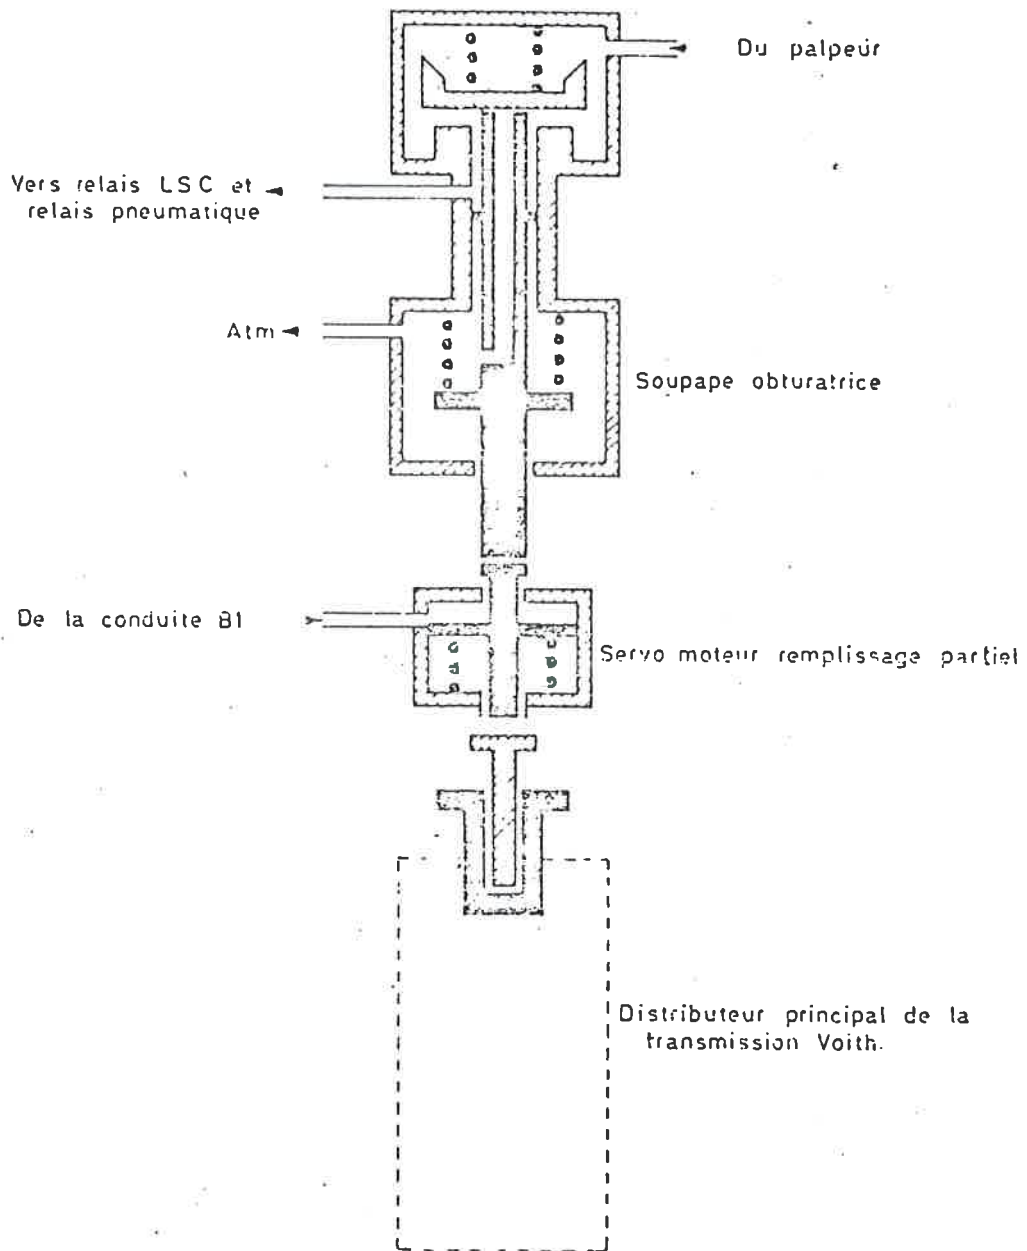 Du palpeur
Vers relais LSC et
relais pneumatique
Atm
Soupape obturatrice
De la conduite B1
Servo moteur remplissage partiel
Distributeur principal de la
transmission Voith.